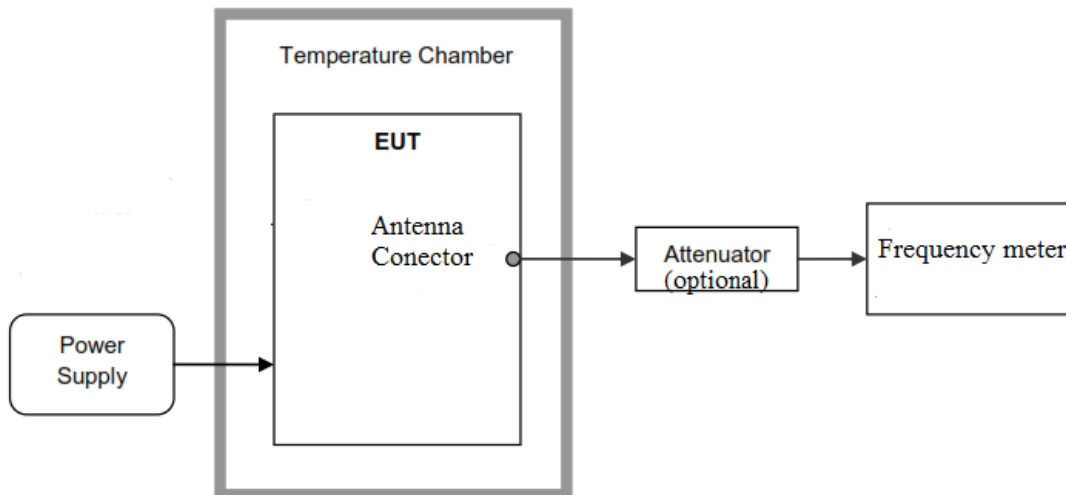 Temperature Chamber
EUT
Antenna
Conector
Attenuator
(optional)
Frequency meter
Power
Supply